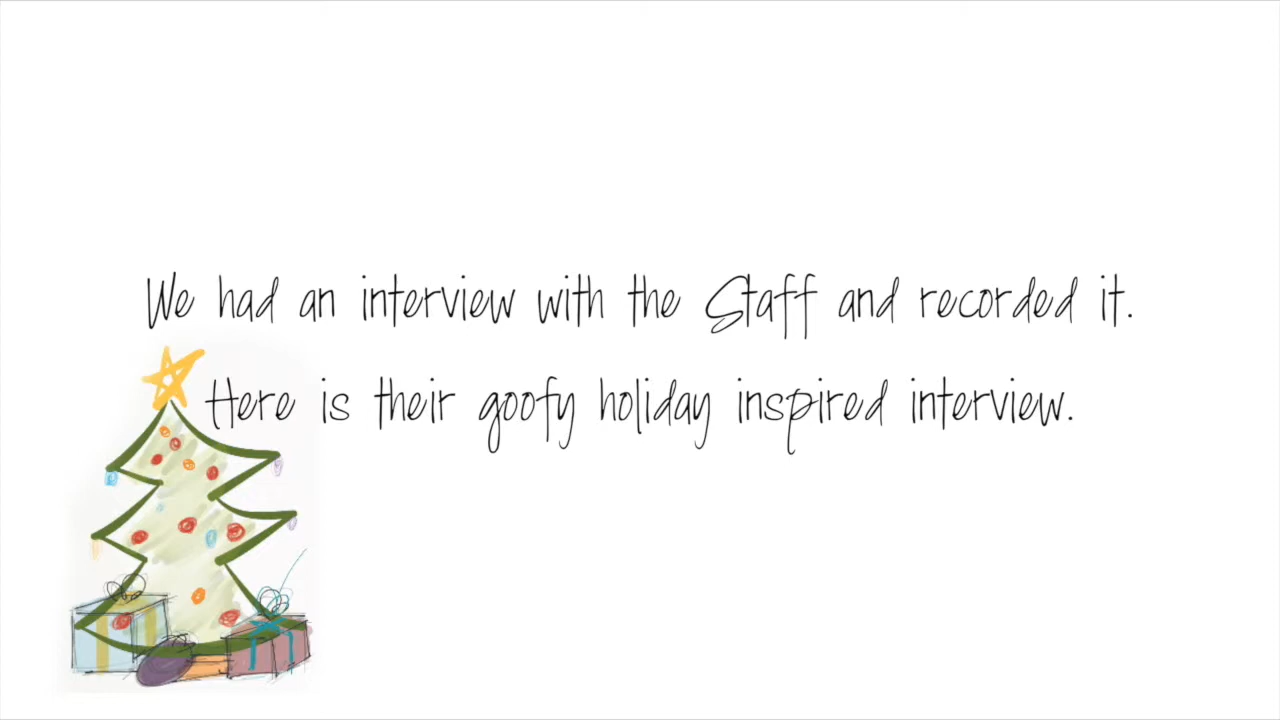 We had an interview with the Staff and recorded it.
Here is their goofy holiday inspired interview.